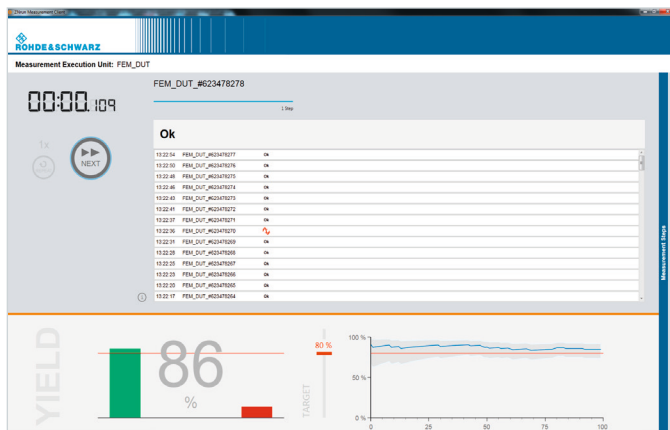 ZNrun Measurement Client
ROHDE&SCHWARZ
Measurement Execution Unit: FEM_DUT
FEM_DUT_#623478278
00:00.109
1 Step
1x
NEXT
Ok
13:22:54 FEM_DUT_#623478277 Ok
13:22:50 FEM_DUT_#623478276 Ok
13:22:48 FEM_DUT_#623478275 Ok
13:22:46 FEM_DUT_#623478274 Ok
13:22:43 FEM_DUT_#623478273 Ok
13:22:41 FEM_DUT_#623478272 Ok
13:22:37 FEM_DUT_#623478271 Ok
13:22:36 FEM_DUT_#623478270
13:22:31 FEM_DUT_#623478269 Ok
13:22:28 FEM_DUT_#623478268 Ok
13:22:25 FEM_DUT_#623478267 Ok
13:22:23 FEM_DUT_#623478266 Ok
13:22:20 FEM_DUT_#623478265 Ok
13:22:17 FEM_DUT_#623478264 Ok
Measurement Steps
YIELD
86
%
80 %
TARGET
100 %
50 %
0 %
0 25 50 75 100